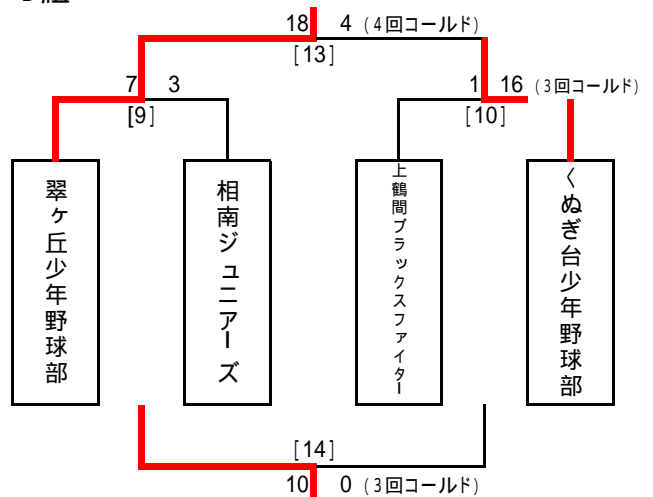 18 4 (4回コールド)
[13]
7 3
1 16 (3回コールド)
[9]
[10]
翠ヶ丘少年野球部
相南ジュニアーズ
上鶴間ブラックスファイター
くぬぎ台少年野球部
[14]
10 0 (3回コールド)